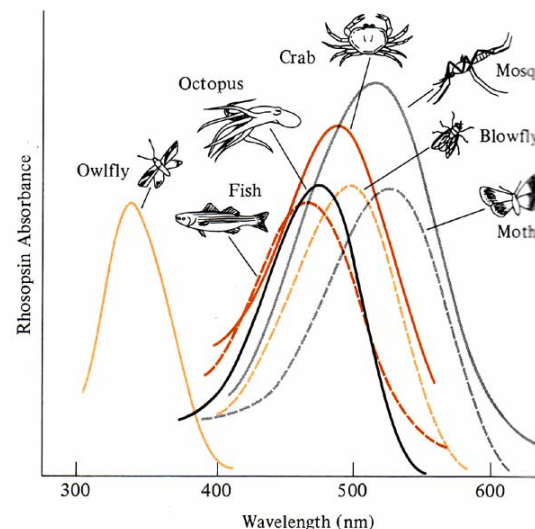 Crab
Mosq
Octopus
Blowfly
Owlfly
Fish
Moth
Rhosopsin Absorbance
300
400
500
600
Wavelength (nm)